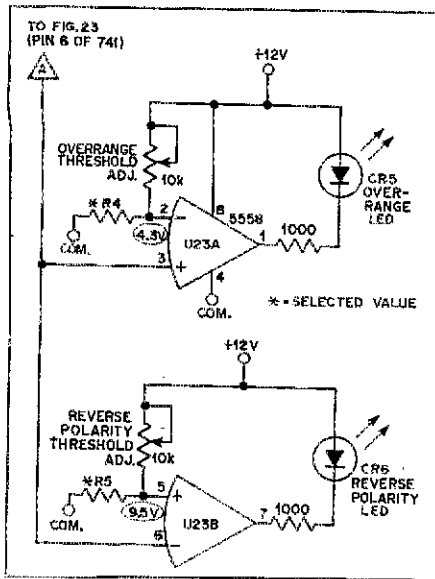 TO FIG. 23
(PIN 6 OF 741)
A
+12V
OVERRANGE
THRESHOLD
ADJ.
10k
CR5
OVER-
RANGE
LED
* R4
2
8
5558
COM.
4.3V
U23A
1
1000
3
4
COM.
* = SELECTED VALUE
+12V
REVERSE
POLARITY
THRESHOLD
ADJ.
10k
CR6
REVERSE
POLARITY
LED
*R5
5
COM.
9.5V
U23B
7
1000
6